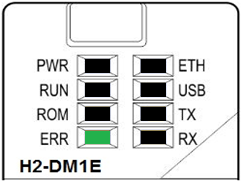 PWR ETH
RUN USB
ROM TX
ERR RX
H2-DM1E